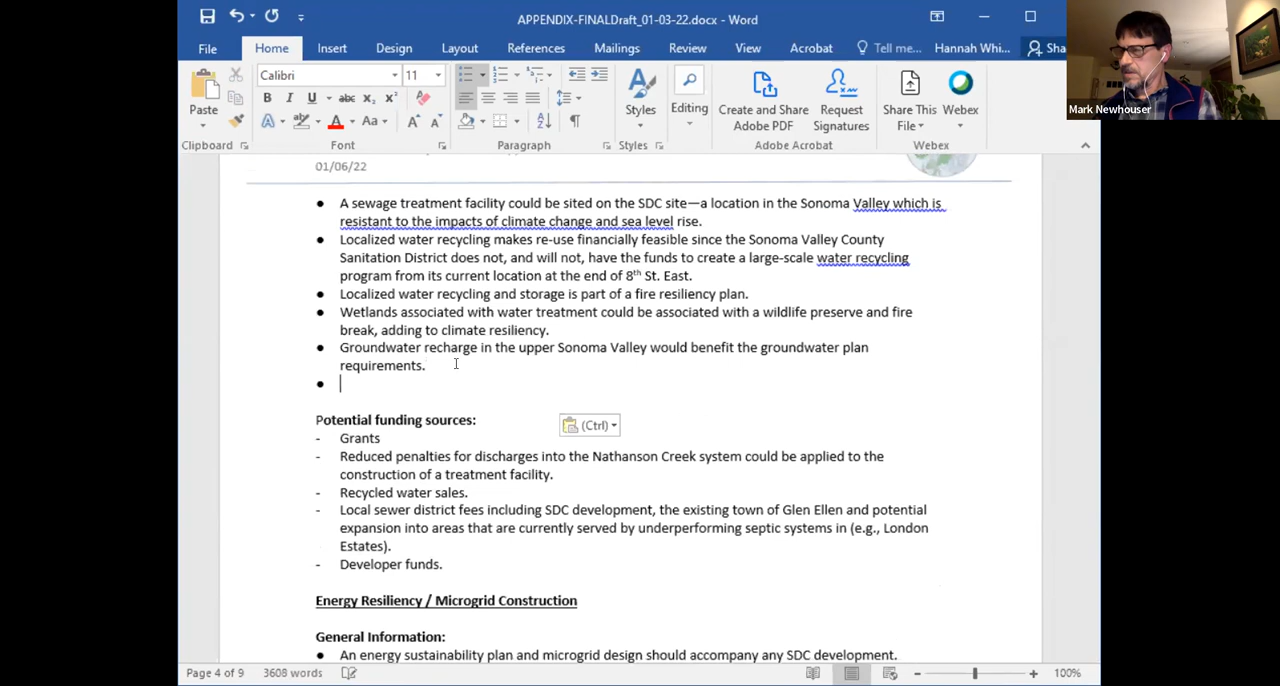 APPENDIX-FINALDraft_01-03-22.docx - Word
File Home Insert Design Layout References Mailings Review View Acrobat Tell me... Hannah Whi... Sha
Mark Newhouser
Calibri 11
Paste
B I U abc x₂ x²
A A Aa A A
Styles
Editing
Create and Share Adobe PDF
Request Signatures
Share This File
Webex
Clipboard Font Paragraph Styles Adobe Acrobat Webex
01/06/22
● A sewage treatment facility could be sited on the SDC site—a location in the Sonoma Valley which is
resistant to the impacts of climate change and sea level rise.
● Localized water recycling makes re-use financially feasible since the Sonoma Valley County
Sanitation District does not, and will not, have the funds to create a large-scale water recycling
program from its current location at the end of 8th St. East.
● Localized water recycling and storage is part of a fire resiliency plan.
● Wetlands associated with water treatment could be associated with a wildlife preserve and fire
break, adding to climate resiliency.
● Groundwater recharge in the upper Sonoma Valley would benefit the groundwater plan
requirements.
●
Potential funding sources:
(Ctrl)
- Grants
- Reduced penalties for discharges into the Nathanson Creek system could be applied to the
construction of a treatment facility.
- Recycled water sales.
- Local sewer district fees including SDC development, the existing town of Glen Ellen and potential
expansion into areas that are currently served by underperforming septic systems in (e.g., London
Estates).
- Developer funds.
Energy Resiliency / Microgrid Construction
General Information:
● An energy sustainability plan and microgrid design should accompany any SDC development.
Page 4 of 9 3608 words 100%